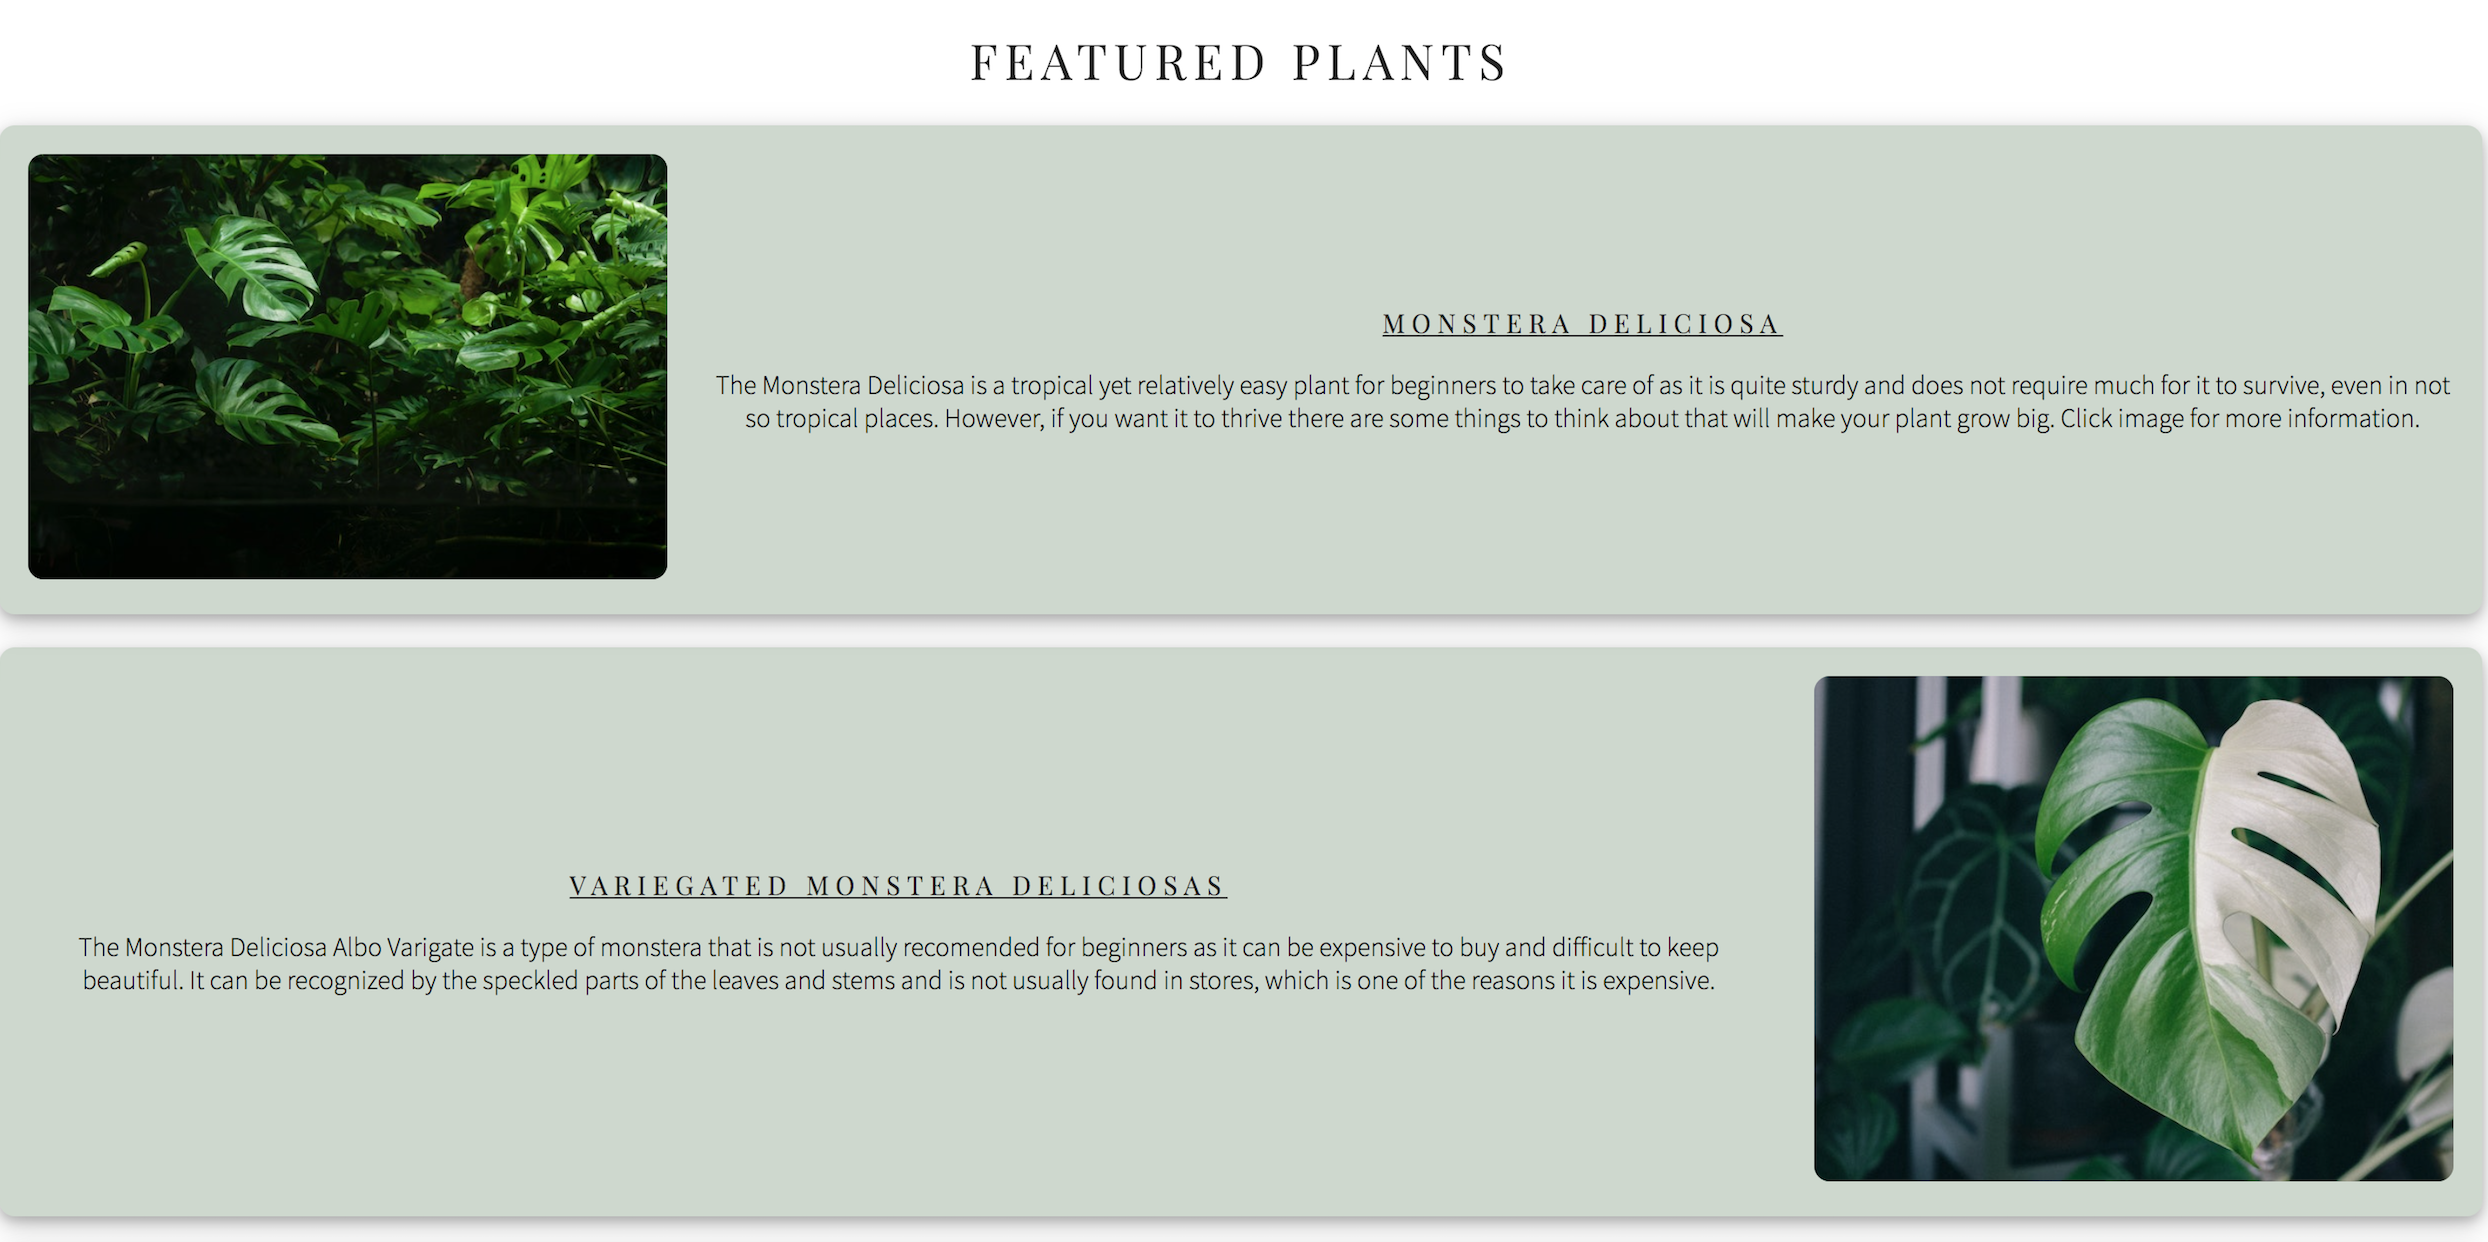 FEATURED PLANTS
MONSTERA DELICIOSA
The Monstera Deliciosa is a tropical yet relatively easy plant for beginners to take care of as it is quite sturdy and does not require much for it to survive, even in not
so tropical places. However, if you want it to thrive there are some things to think about that will make your plant grow big. Click image for more information.
VARIEGATED MONSTERA DELICIOSAS
The Monstera Deliciosa Albo Varigate is a type of monstera that is not usually recomended for beginners as it can be expensive to buy and difficult to keep
beautiful. It can be recognized by the speckled parts of the leaves and stems and is not usually found in stores, which is one of the reasons it is expensive.